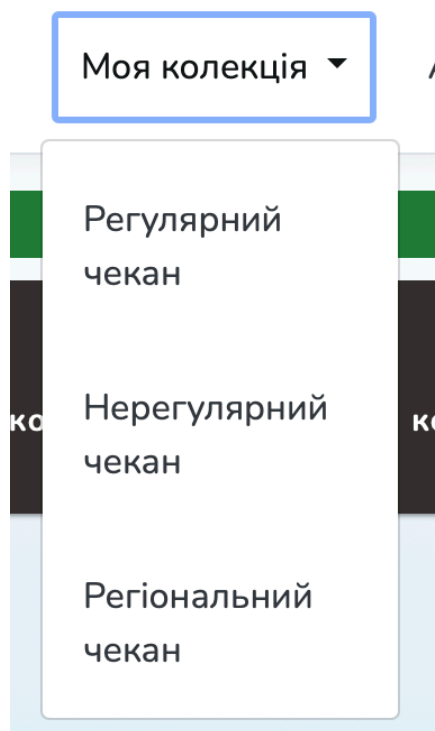 Моя колекція
Регулярний
чекан
Нерегулярний
чекан
Регіональний
чекан